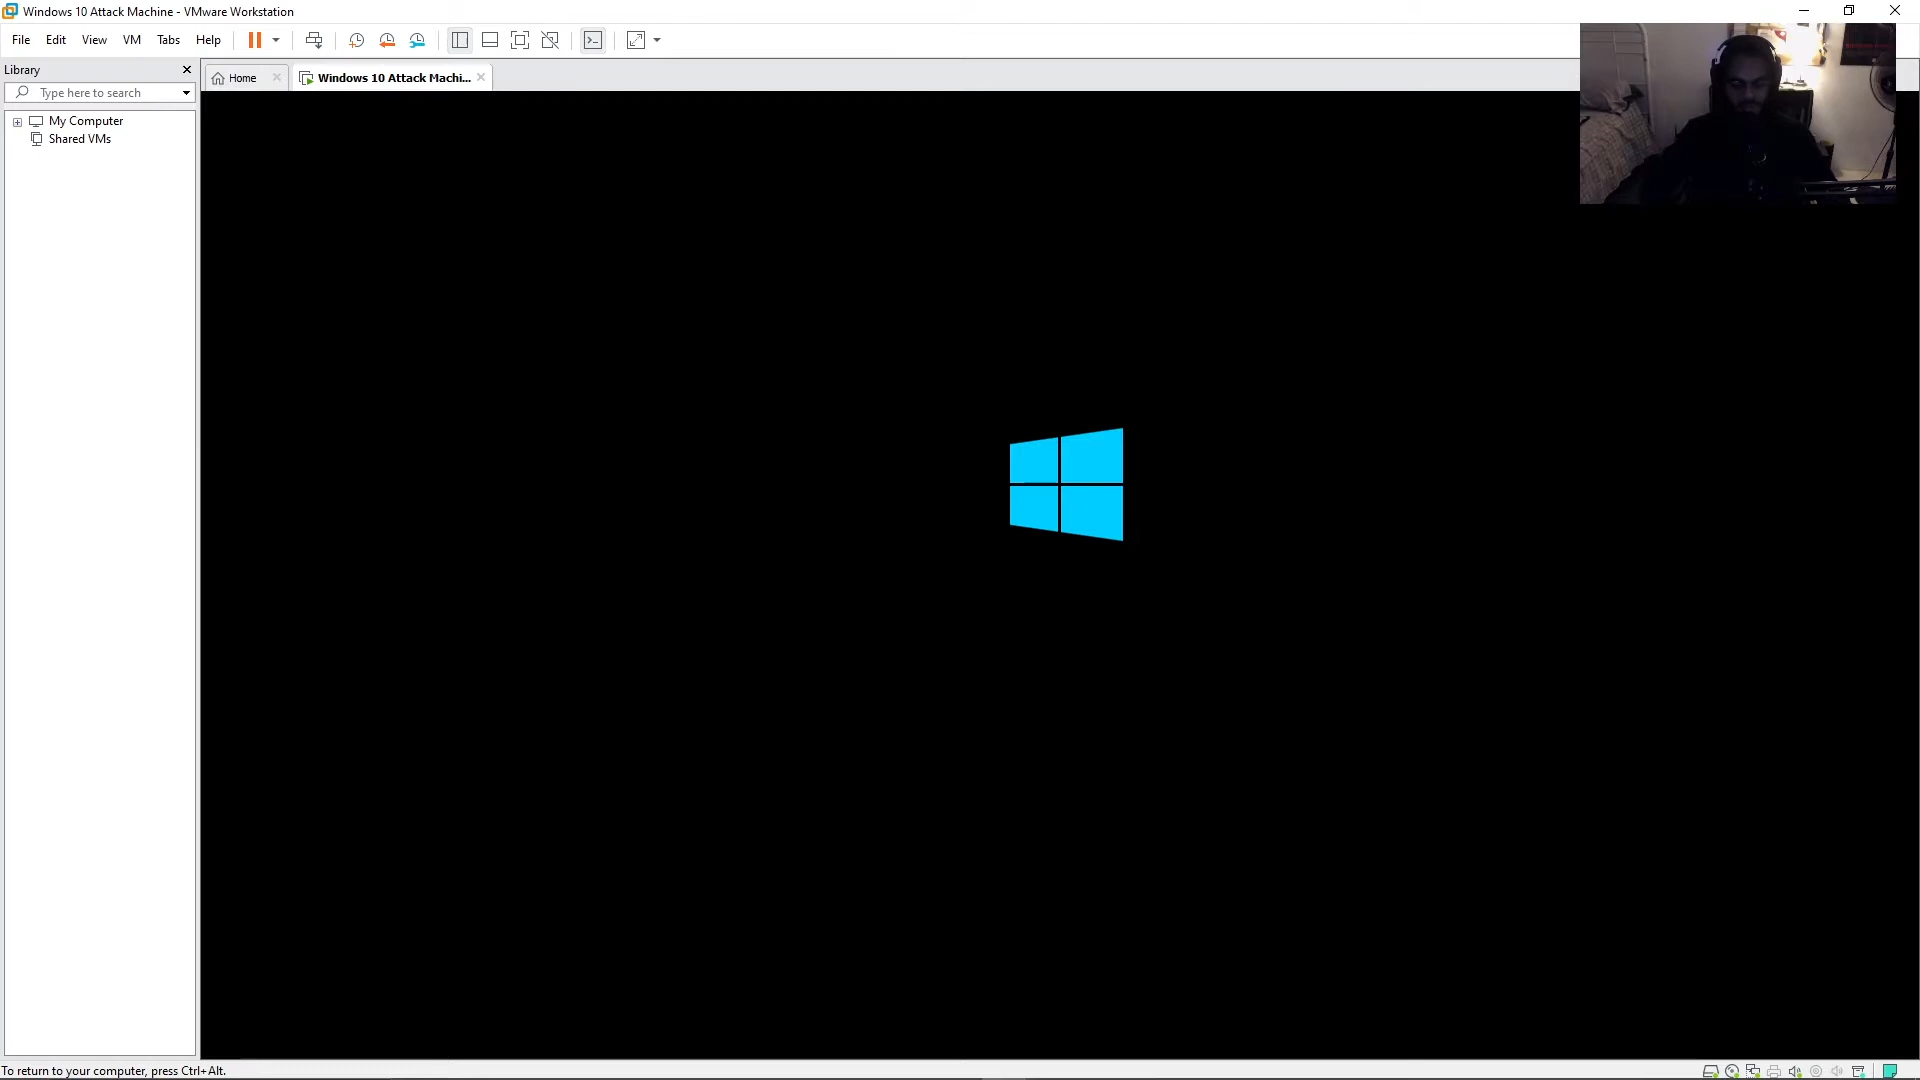 Windows 10 Attack Machine - VMware Workstation
File Edit View VM Tabs Help
Library
Type here to search
My Computer
Shared VMs
Home
Windows 10 Attack Machi...
To return to your computer, press Ctrl+Alt.